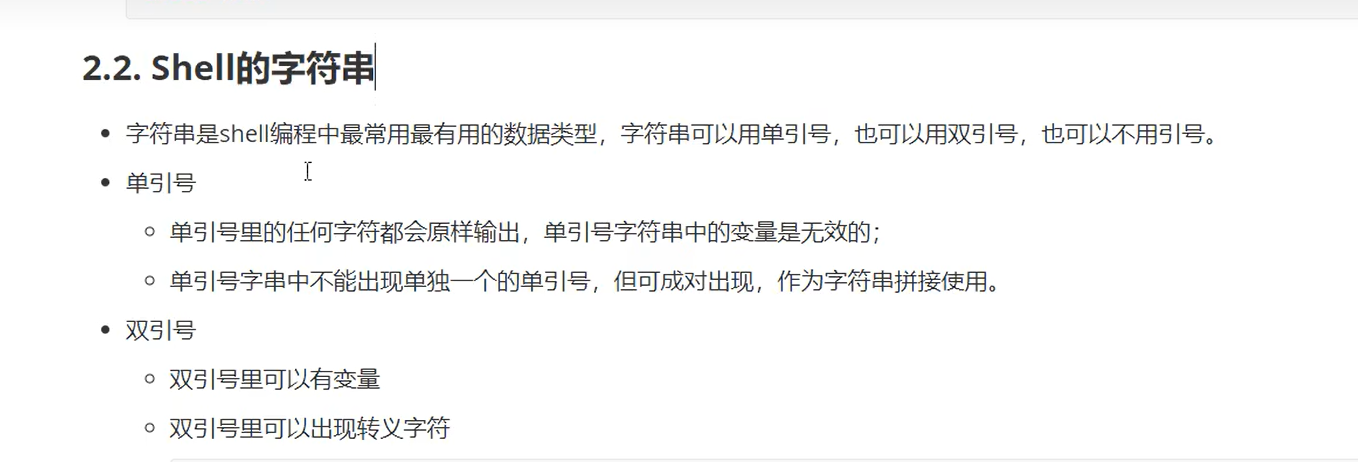 2.2. Shell的字符串
字符串是shell编程中最常用最有用的数据类型，字符串可以用单引号，也可以用双引号，也可以不用引号。
单引号
单引号里的任何字符都会原样输出，单引号字符串中的变量是无效的；
单引号字串中不能出现单独一个的单引号，但可成对出现，作为字符串拼接使用。
双引号
双引号里可以有变量
双引号里可以出现转义字符